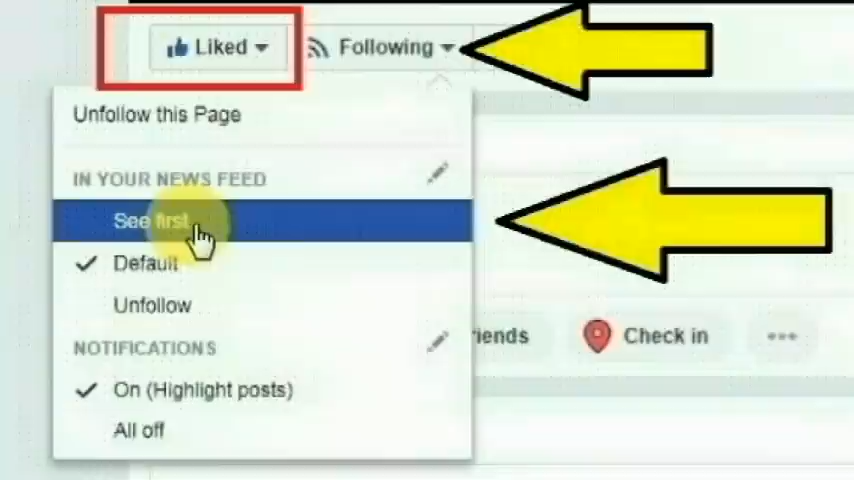 Liked Following
Unfollow this Page
IN YOUR NEWS FEED
See first
Default
Unfollow
NOTIFICATIONS
Check in
On (Highlight posts)
All off